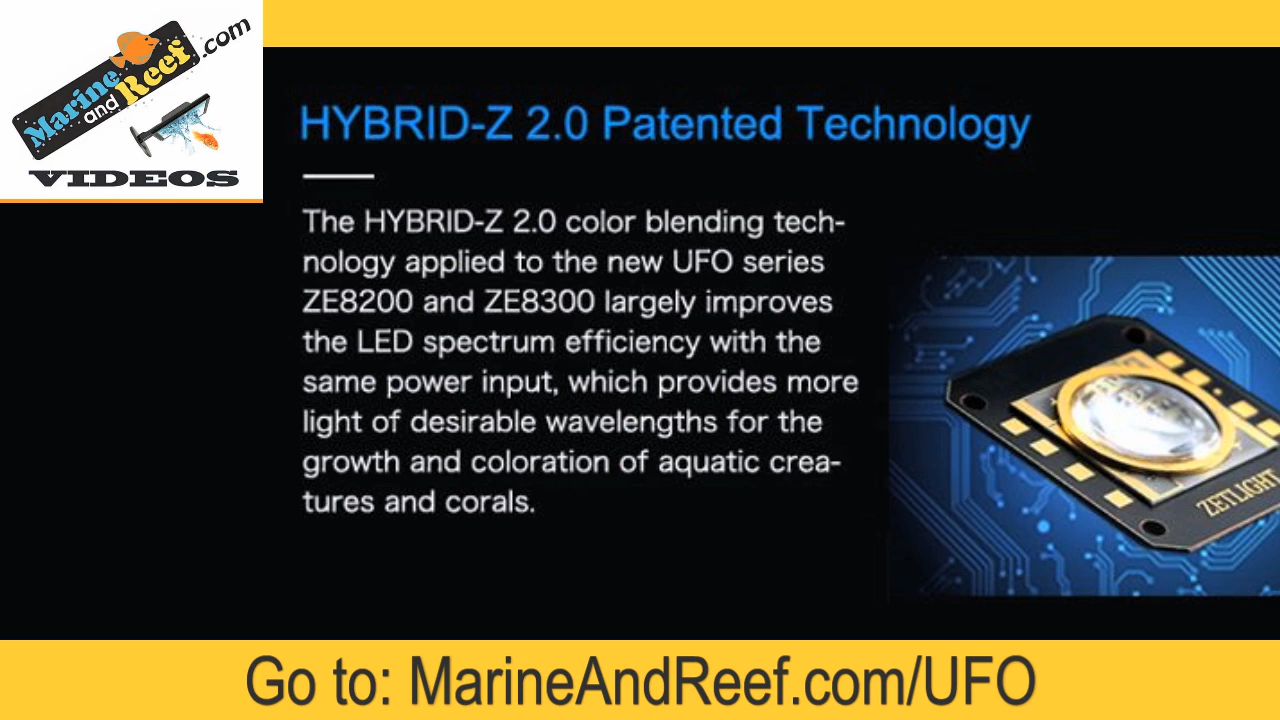 Marine
and Reef.com
VIDEOS
HYBRID-Z 2.0 Patented Technology
The HYBRID-Z 2.0 color blending tech-
nology applied to the new UFO series
ZE8200 and ZE8300 largely improves
the LED spectrum efficiency with the
same power input, which provides more
light of desirable wavelengths for the
growth and coloration of aquatic crea-
tures and corals.
ZETLIGHT
Go to: MarineAndReef.com/UFO